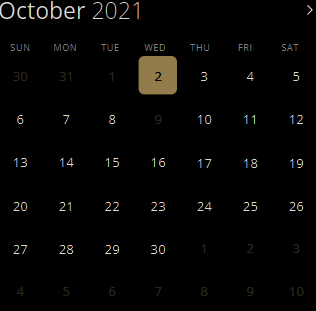 October 2021
SUN MON TUE WED THU FRI SAT
30 31 1 2 3 4 5
6 7 8 9 10 11 12
13 14 15 16 17 18 19
20 21 22 23 24 25 26
27 28 29 30 1 2 3
4 5 6 7 8 9 10